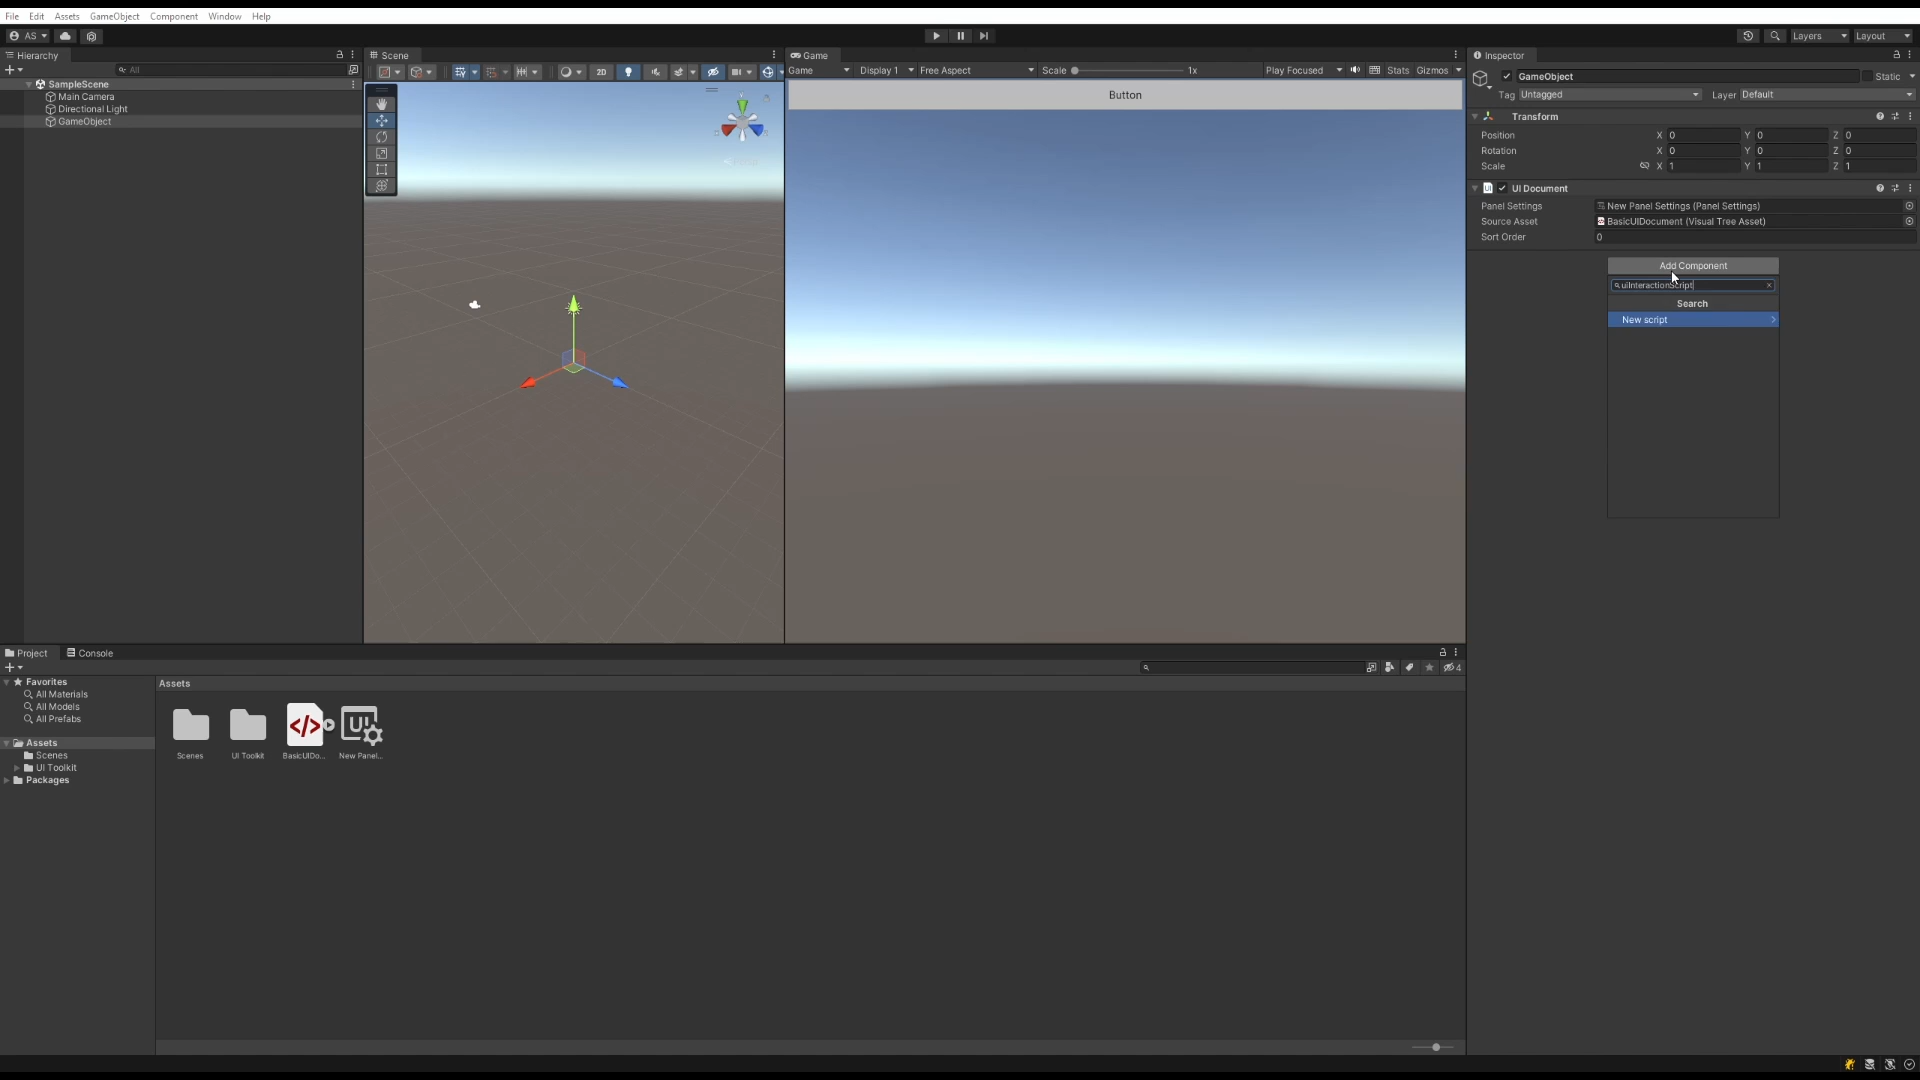 File Edit Assets GameObject Component Window Help
AS
Layers Layout
Hierarchy
All
SampleScene
Main Camera
Directional Light
GameObject
Scene
2D
Game
Game Display 1 Free Aspect Scale 1x Play Focused Stats Gizmos
Button
Inspector
GameObject Static
Tag Untagged Layer Default
Transform
Position X 0 Y 0 Z 0
Rotation X 0 Y 0 Z 0
Scale X 1 Y 1 Z 1
UI Document
Panel Settings New Panel Settings (Panel Settings)
Source Asset BasicUIDocument (Visual Tree Asset)
Sort Order 0
Add Component
uiInteractionScript
Search
New script
Project Console
4
Favorites
All Materials
All Models
All Prefabs
Assets
Scenes
UI Toolkit
Packages
Assets
Scenes UI Toolkit BasicUIDo... New Panel...